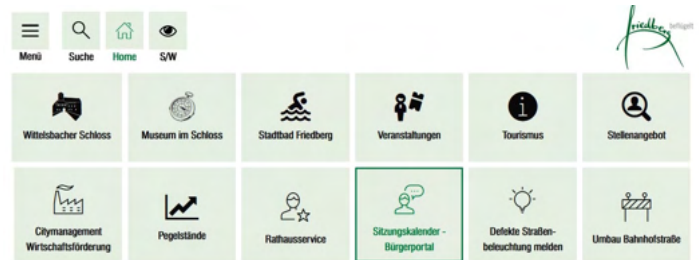 Menü Suche Home S/W
Friedberg beflügelt
Wittelsbacher Schloss Museum im Schloss Stadtbad Friedberg Veranstaltungen Tourismus Stellenangebot
Citymanagement
Wirtschaftsförderung
Pegelstände
Rathausservice
Sitzungskalender -
Bürgerportal
Defekte Straßen-
beleuchtung melden
Umbau Bahnhofstraße